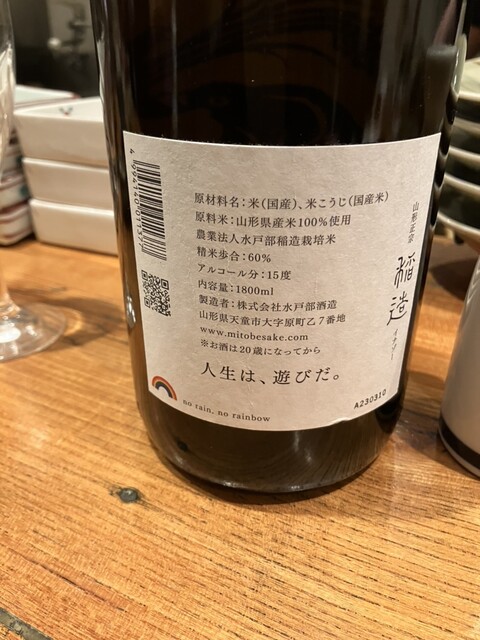 原材料名：米（国産）、米こうじ（国産米）
原料米：山形県産米100％使用
農業法人水戸部稲造栽培米
精米歩合：60％
アルコール分：15度
内容量：1800ml
製造者：株式会社水戸部酒造
山形県天童市大字原町乙7番地
www.mitobesake.com
※お酒は20歳になってから
人生は、遊びだ。
no rain, no rainbow
A230310
山形正宗
稲造
イナゾー